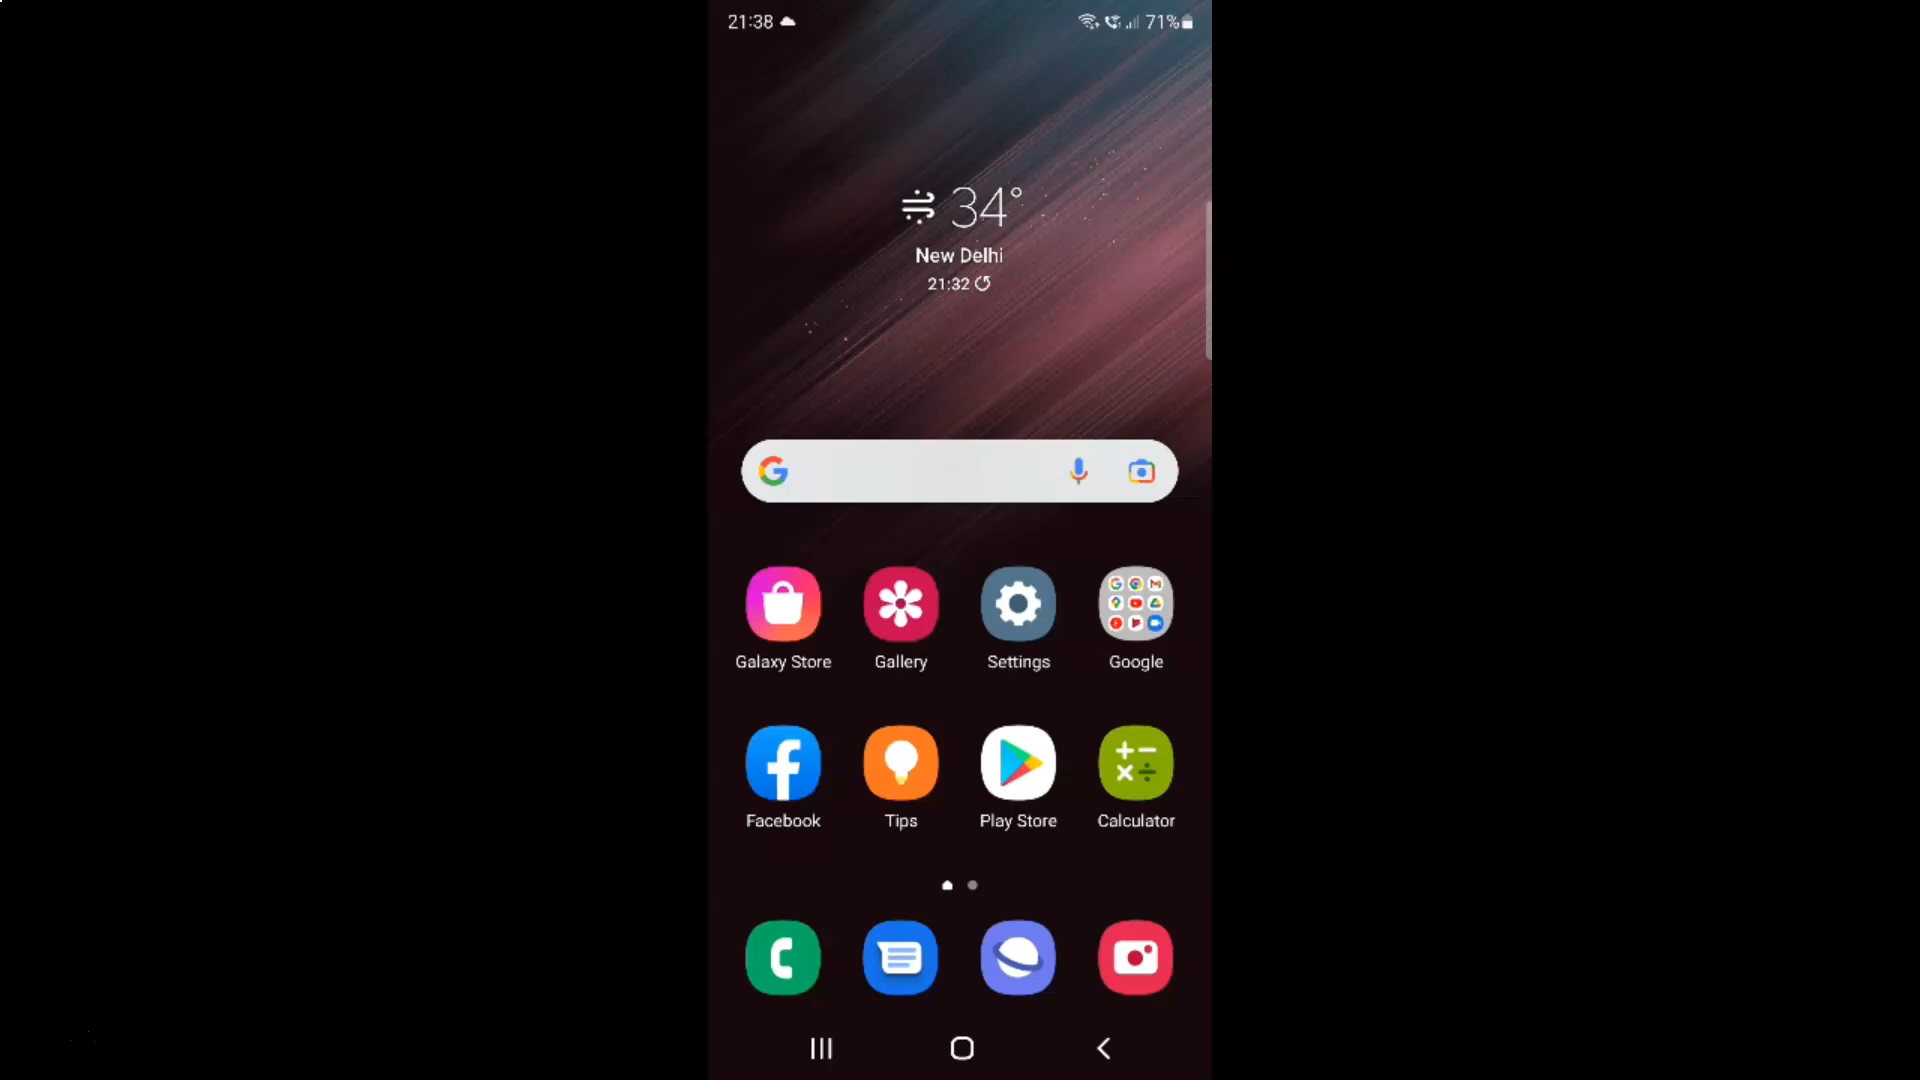 21:38 71%
34°
New Delhi
21:32
Galaxy Store Gallery Settings Google
Facebook Tips Play Store Calculator